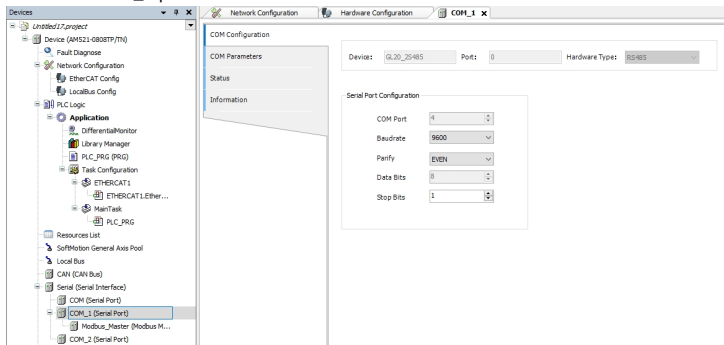 Devices
Untitled17.project
Device (AM521-0808TP/TN)
Fault Diagnose
Network Configuration
EtherCAT Config
LocalBus Config
PLC Logic
Application
DifferentialMonitor
Library Manager
PLC_PRG (PRG)
Task Configuration
ETHERCAT1
ETHERCAT1.Ether...
MainTask
PLC_PRG
Resources List
SoftMotion General Axis Pool
Local Bus
CAN (CAN Bus)
Serial (Serial Interface)
COM (Serial Port)
COM_1 (Serial Port)
Modbus_Master (Modbus M...
COM_2 (Serial Port)
Network Configuration Hardware Configuration COM_1
COM Configuration
COM Parameters
Status
Information
Device: GL20_2S485 Port: 0 Hardware Type: RS485
Serial Port Configuration
COM Port 4
Baudrate 9600
Parify EVEN
Data Bits 8
Stop Bits 1